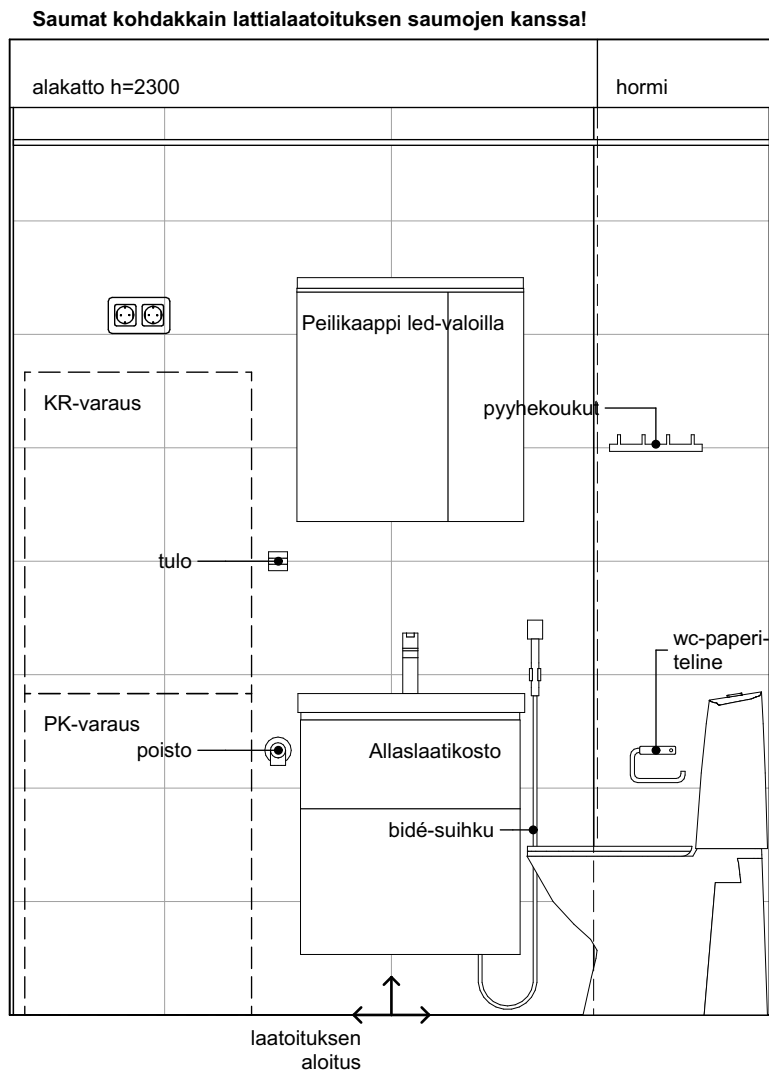 Saumat kohdakkain lattialaatoituksen saumojen kanssa!
alakatto h=2300
hormi
Peilikaappi led-valoilla
KR-varaus
pyyhekoukut
tulo
wc-paperi-
teline
PK-varaus
poisto
Allaslaatikosto
bidé-suihku
laatoituksen
aloitus